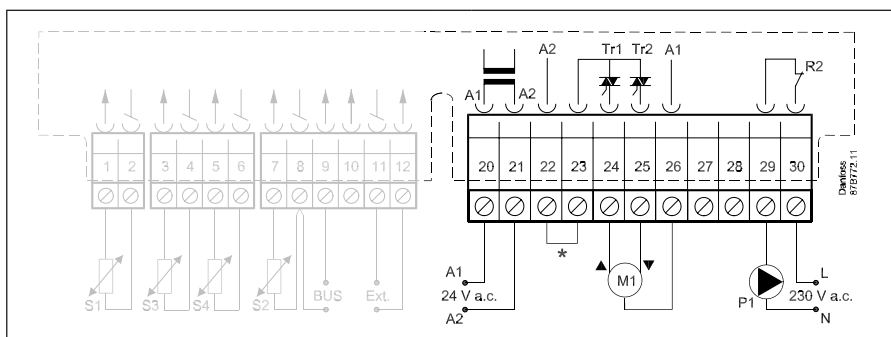 A2 Tr1 Tr2 A1
R2
A1 A2
1 2 3 4 5 6 7 8 9 10 11 12 20 21 22 23 24 25 26 27 28 29 30
Danfoss
87B772.11
*
S1 S3 S4 S2 BUS Ext.
A1
24 V a.c.
A2
▲ M1 ▼
P1
L
230 V a.c.
N